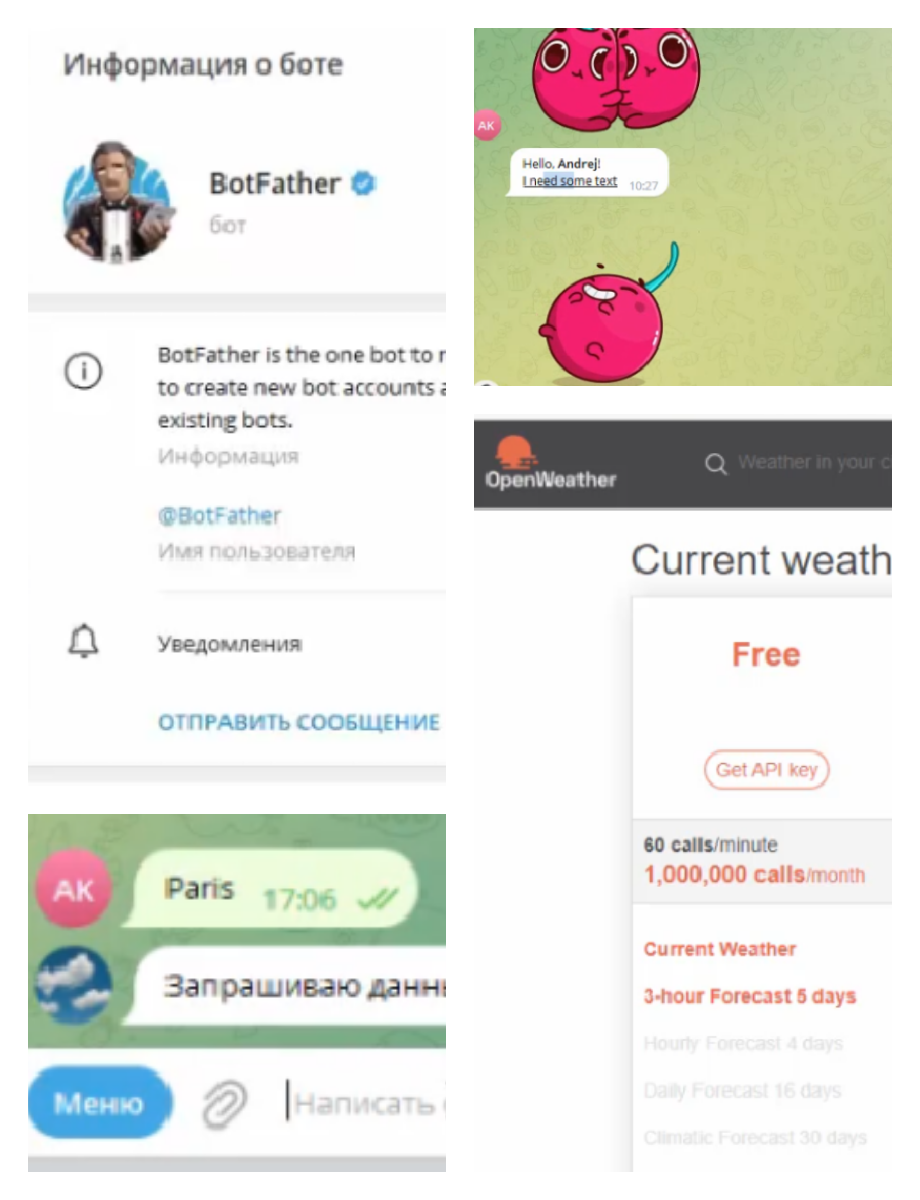 Информация о боте
BotFather
бот
BotFather is the one bot to
to create new bot accounts
existing bots.
Информация
@BotFather
Имя пользователя
Уведомления
ОТПРАВИТЬ СООБЩЕНИЕ
AK
Paris 17:06
Запрашиваю данн
Меню
Написать
AK
Hello, Andrej!
I need some text 10:27
OpenWeather
Weather in your c
Current weath
Free
Get API key
60 calls/minute
1,000,000 calls/month
Current Weather
3-hour Forecast 5 days
Hourly Forecast 4 days
Daily Forecast 16 days
Climatic Forecast 30 days